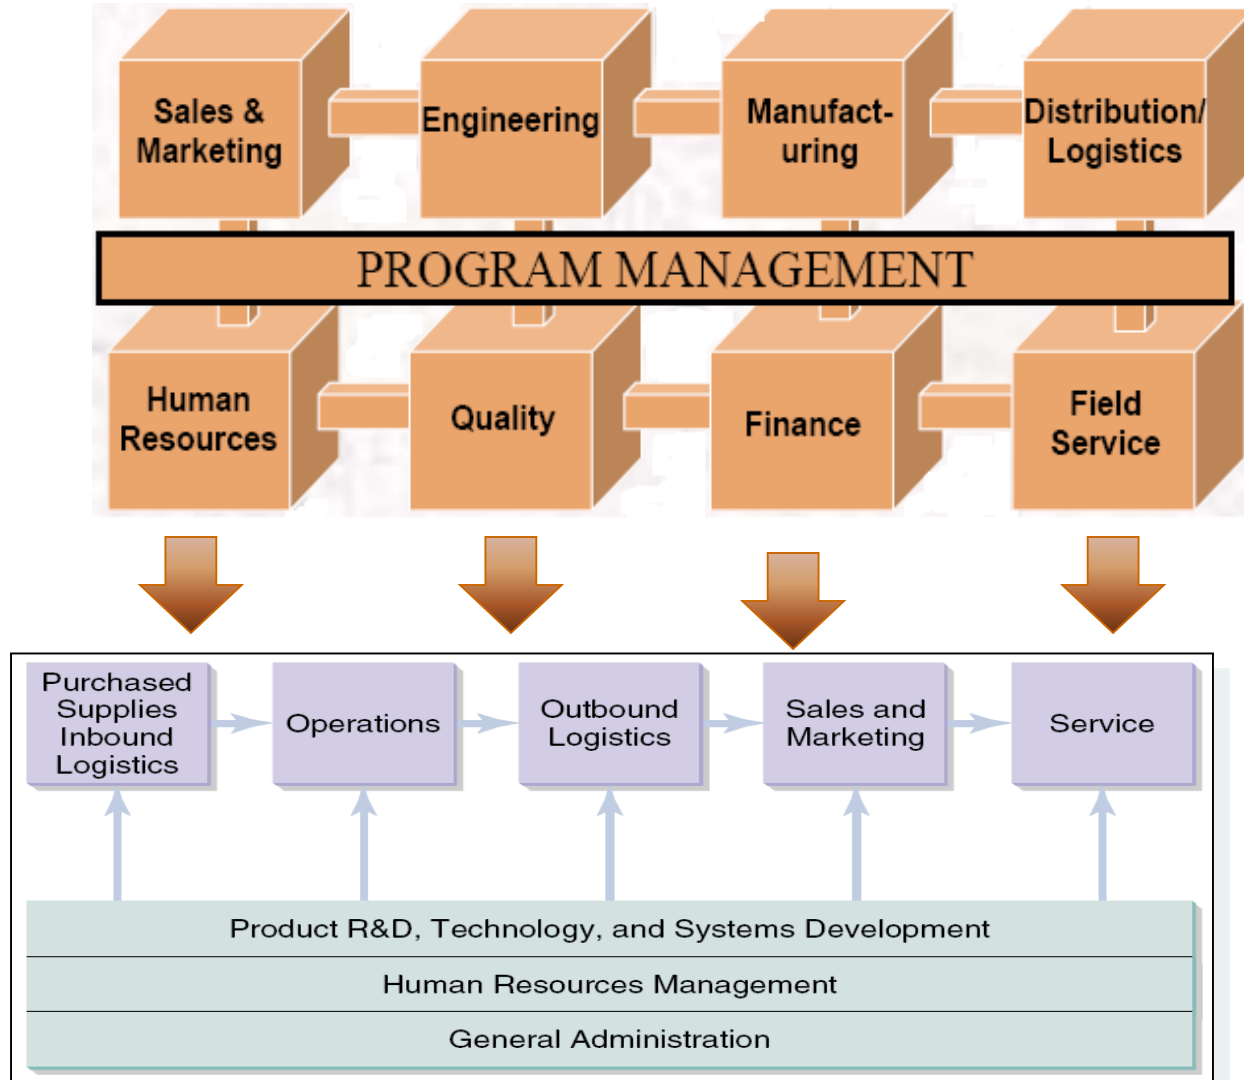 Sales &
Marketing
Engineering
Manufact-
uring
Distribution/
Logistics
PROGRAM MANAGEMENT
Human
Resources
Quality
Finance
Field
Service
Purchased
Supplies
Inbound
Logistics
Operations
Outbound
Logistics
Sales and
Marketing
Service
Product R&D, Technology, and Systems Development
Human Resources Management
General Administration